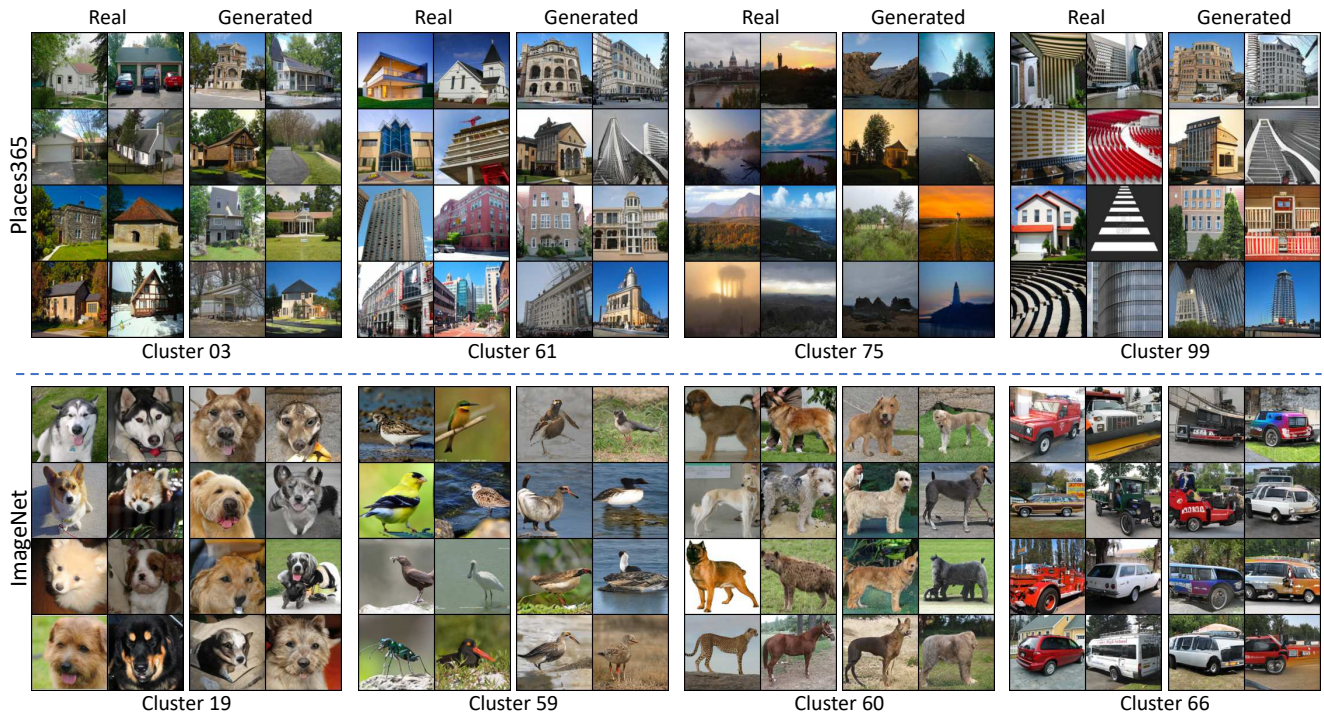 Real Generated Real Generated Real Generated Real Generated
Places365
Cluster 03 Cluster 61 Cluster 75 Cluster 99
ImageNet
Cluster 19 Cluster 59 Cluster 60 Cluster 66